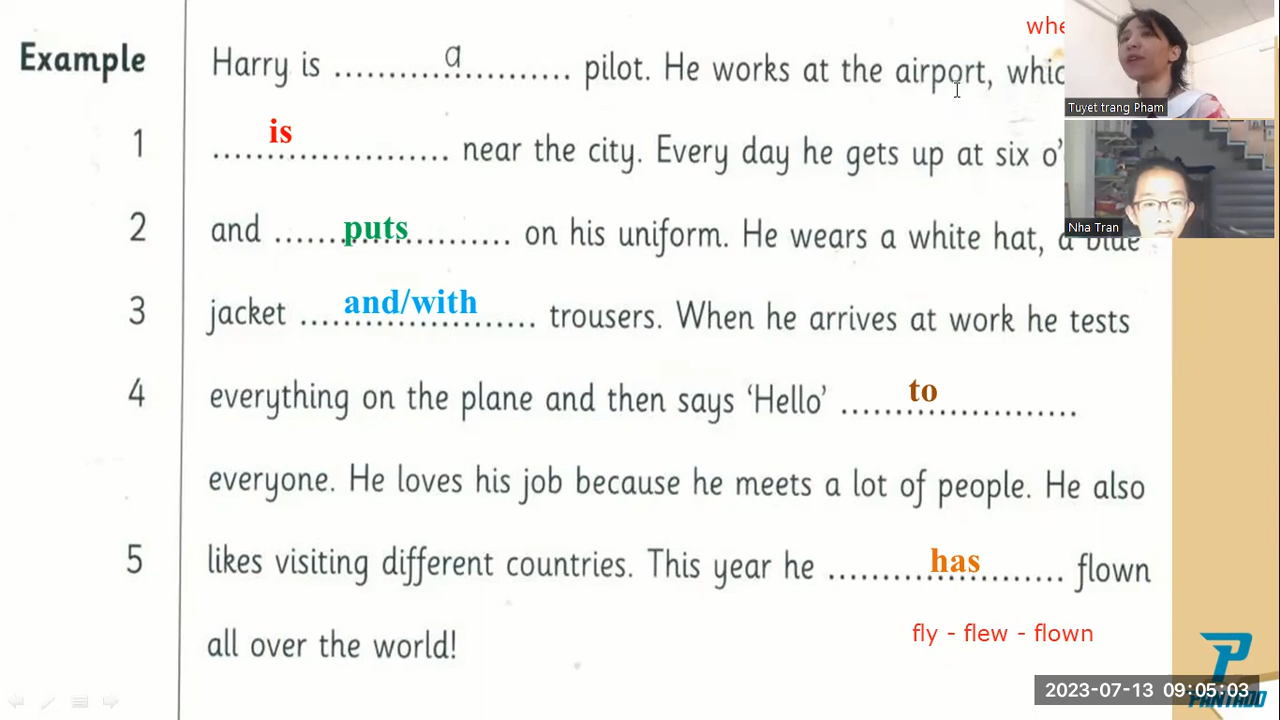 Example Harry is ........................ pilot. He works at the airport,
a
1 ........................ near the city. Every day he gets up at six
is
2 and ........................ on his uniform. He wears a white hat, a blue
puts
3 jacket ........................ trousers. When he arrives at work he tests
and/with
4 everything on the plane and then says ‘Hello’ ........................
to
everyone. He loves his job because he meets a lot of people. He also
5 likes visiting different countries. This year he ........................ flown
has
all over the world!
fly - flew - flown
Tuyet trang Pham
Nha Tran
2023-07-13 09:05:03
PANTADO